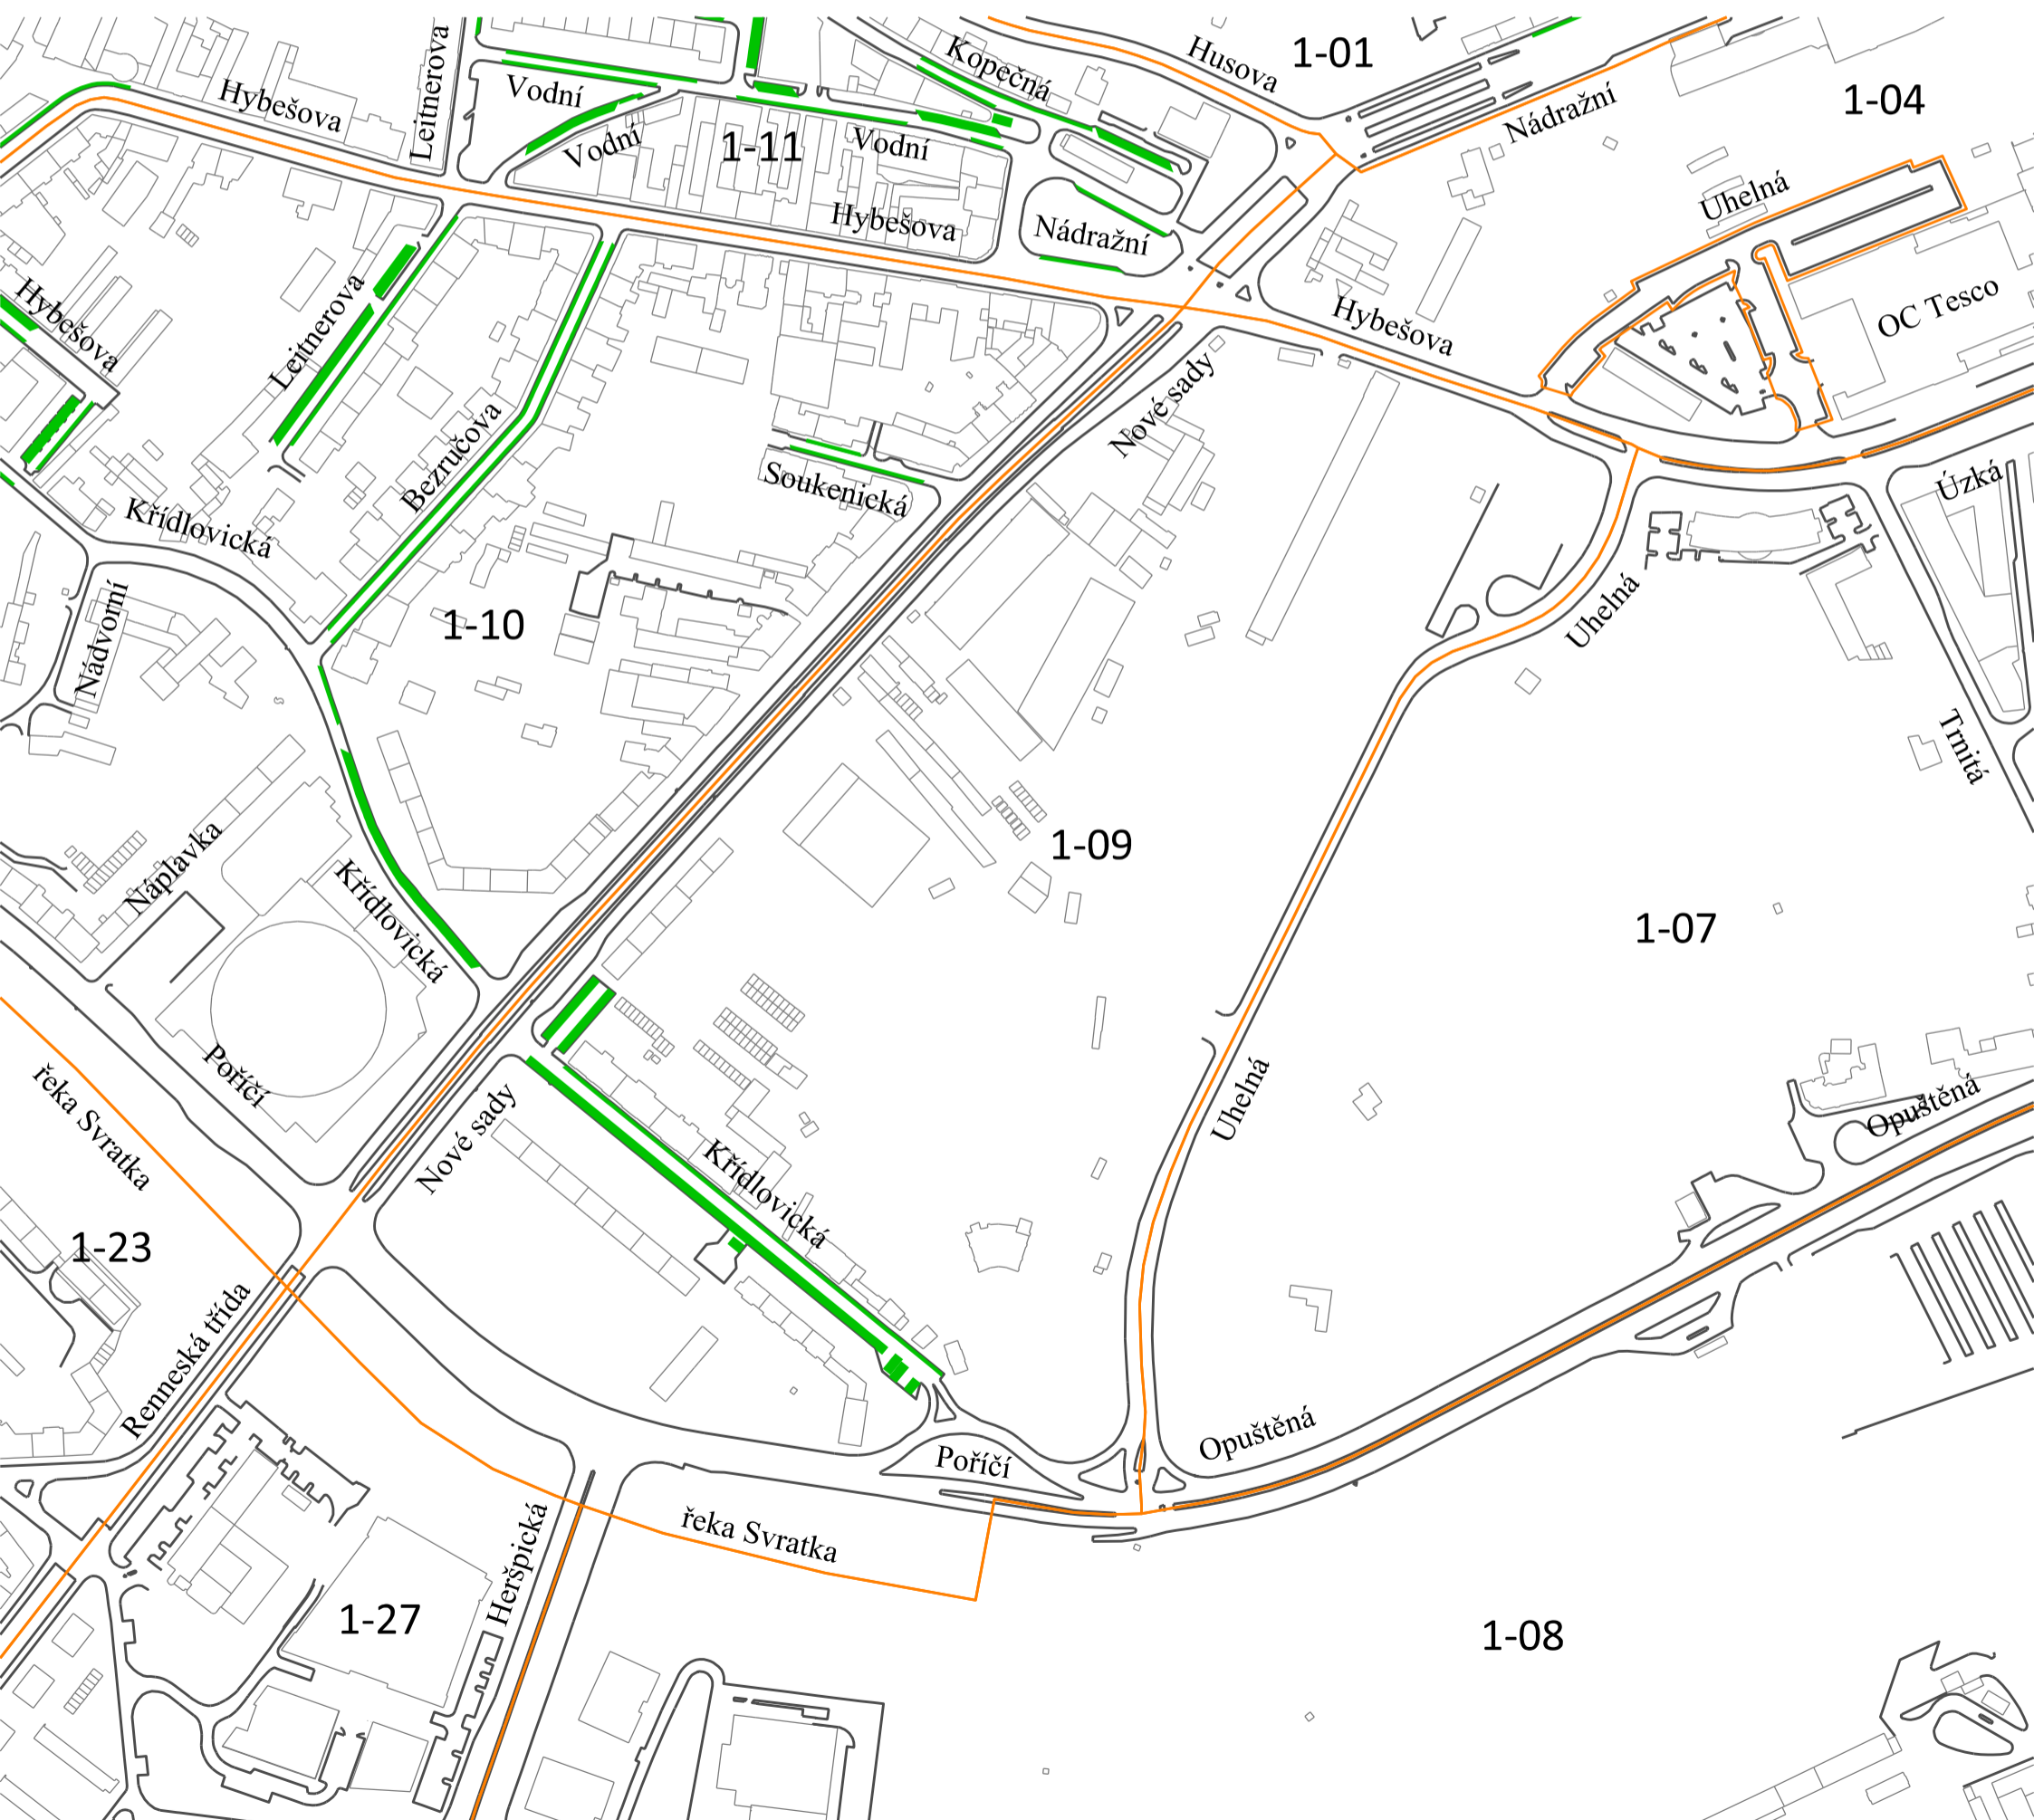 Leitnerova
Husova
1-01
Kopečná
Vodní
Hybešova
Nádražní
1-04
Vodní
1-11
Vodní
Uhelná
Hybešova
Nádražní
Hybešova
Leitnerova
Hybešova
OC Tesco
Nové sady
Bezručova
Soukenická
Úzká
Křídlovická
1-10
Nádvorní
Uhelná
Trnitá
Náplavka
1-09
Křídlovická
1-07
Poříčí
řeka Svratka
Nové sady
Uhelná
Opuštěná
Křídlovická
1-23
Renneská třída
Opuštěná
Poříčí
řeka Svratka
Heršpická
1-27
1-08